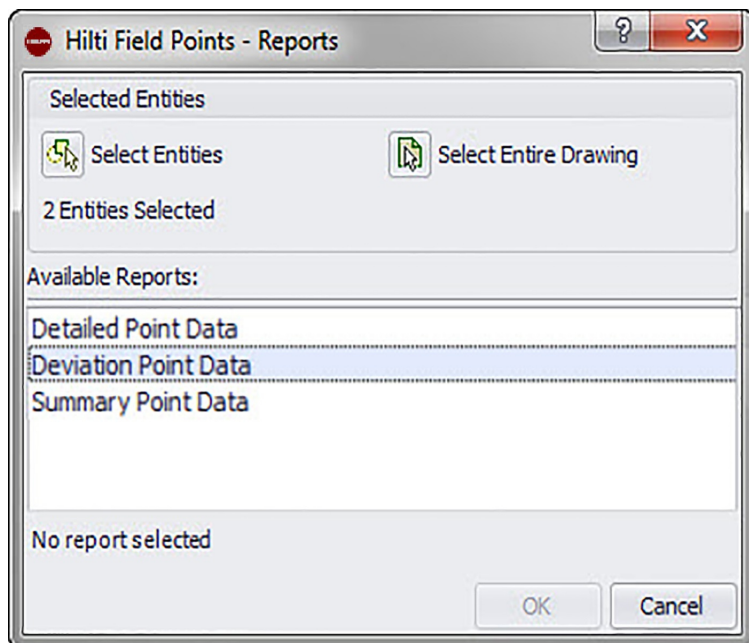 Hilti Field Points - Reports
Selected Entities
Select Entities
Select Entire Drawing
2 Entities Selected
Available Reports:
Detailed Point Data
Deviation Point Data
Summary Point Data
No report selected
OK
Cancel